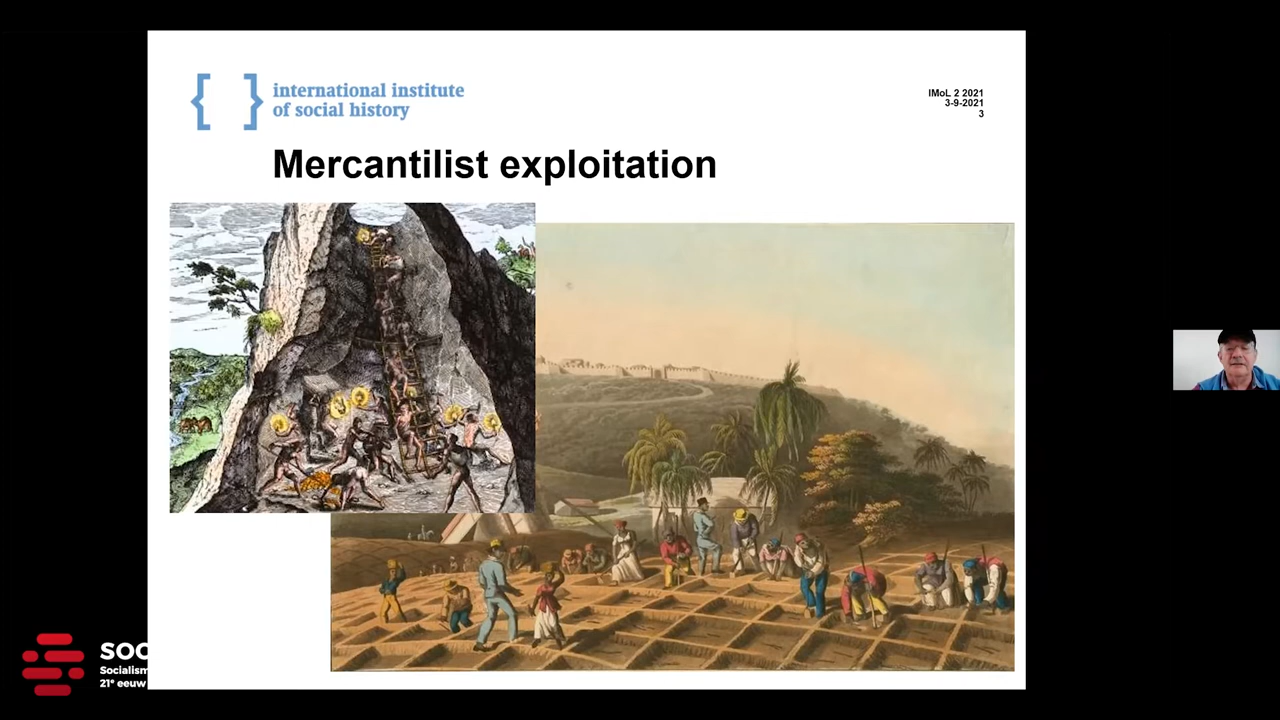 international institute
of social history
IMoL 2 2021
3-9-2021
3
Mercantilist exploitation
SOC
Socialism
21e eeuw